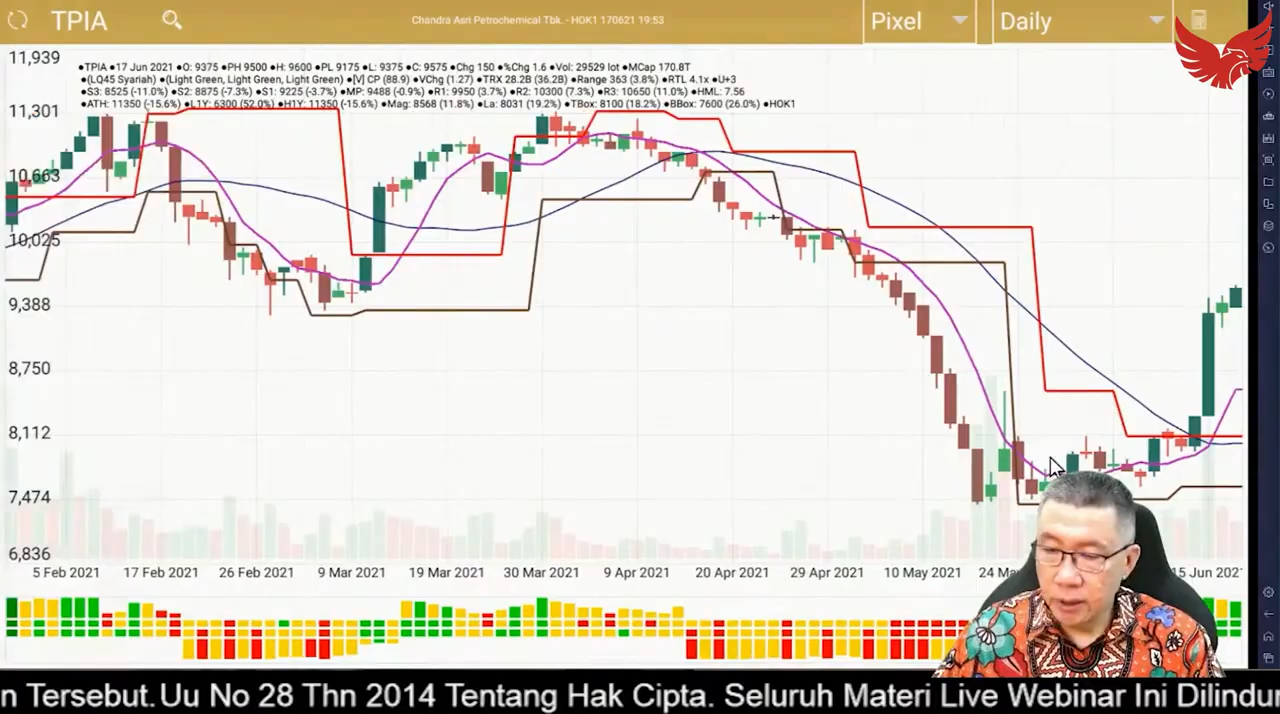 TPIA
Chandra Asri Petrochemical Tbk. - HOK1 170621 19:53
Pixel
Daily
●TPIA ●17 Jun 2021 ●O: 9375 ●PH 9500 ●H: 9600 ●PL 9175 ●L: 9375 ●C: 9575 ●Chg 150 ●%Chg 1.6 ●Vol: 29529 lot ●MCap 170.8T
●(LQ45 Syariah) ●(Light Green, Light Green, Light Green) ●[V] CP (88.9) ●VChg (1.27) ●TRX 28.2B (36.2B) ●Range 363 (3.8%) ●RTL 4.1x ●U+3
●S3: 8525 (-11.0%) ●S2: 8875 (-7.3%) ●S1: 9225 (-3.7%) ●MP: 9488 (-0.9%) ●R1: 9950 (3.7%) ●R2: 10300 (7.3%) ●R3: 10650 (11.0%) ●HML: 7.56
●ATH: 11350 (-15.6%) ●L1Y: 6300 (52.0%) ●H1Y: 11350 (-15.6%) ●Mag: 8568 (11.8%) ●La: 8031 (19.2%) ●TBox: 8100 (18.2%) ●BBox: 7600 (26.0%) ●HOK1
11,939
11,301
10,663
10,025
9,388
8,750
8,112
7,474
6,836
5 Feb 2021 17 Feb 2021 26 Feb 2021 9 Mar 2021 19 Mar 2021 30 Mar 2021 9 Apr 2021 20 Apr 2021 29 Apr 2021 10 May 2021 24 Ma 15 Jun 202
n Tersebut.Uu No 28 Thn 2014 Tentang Hak Cipta. Seluruh Materi Live Webinar Ini Dilindun